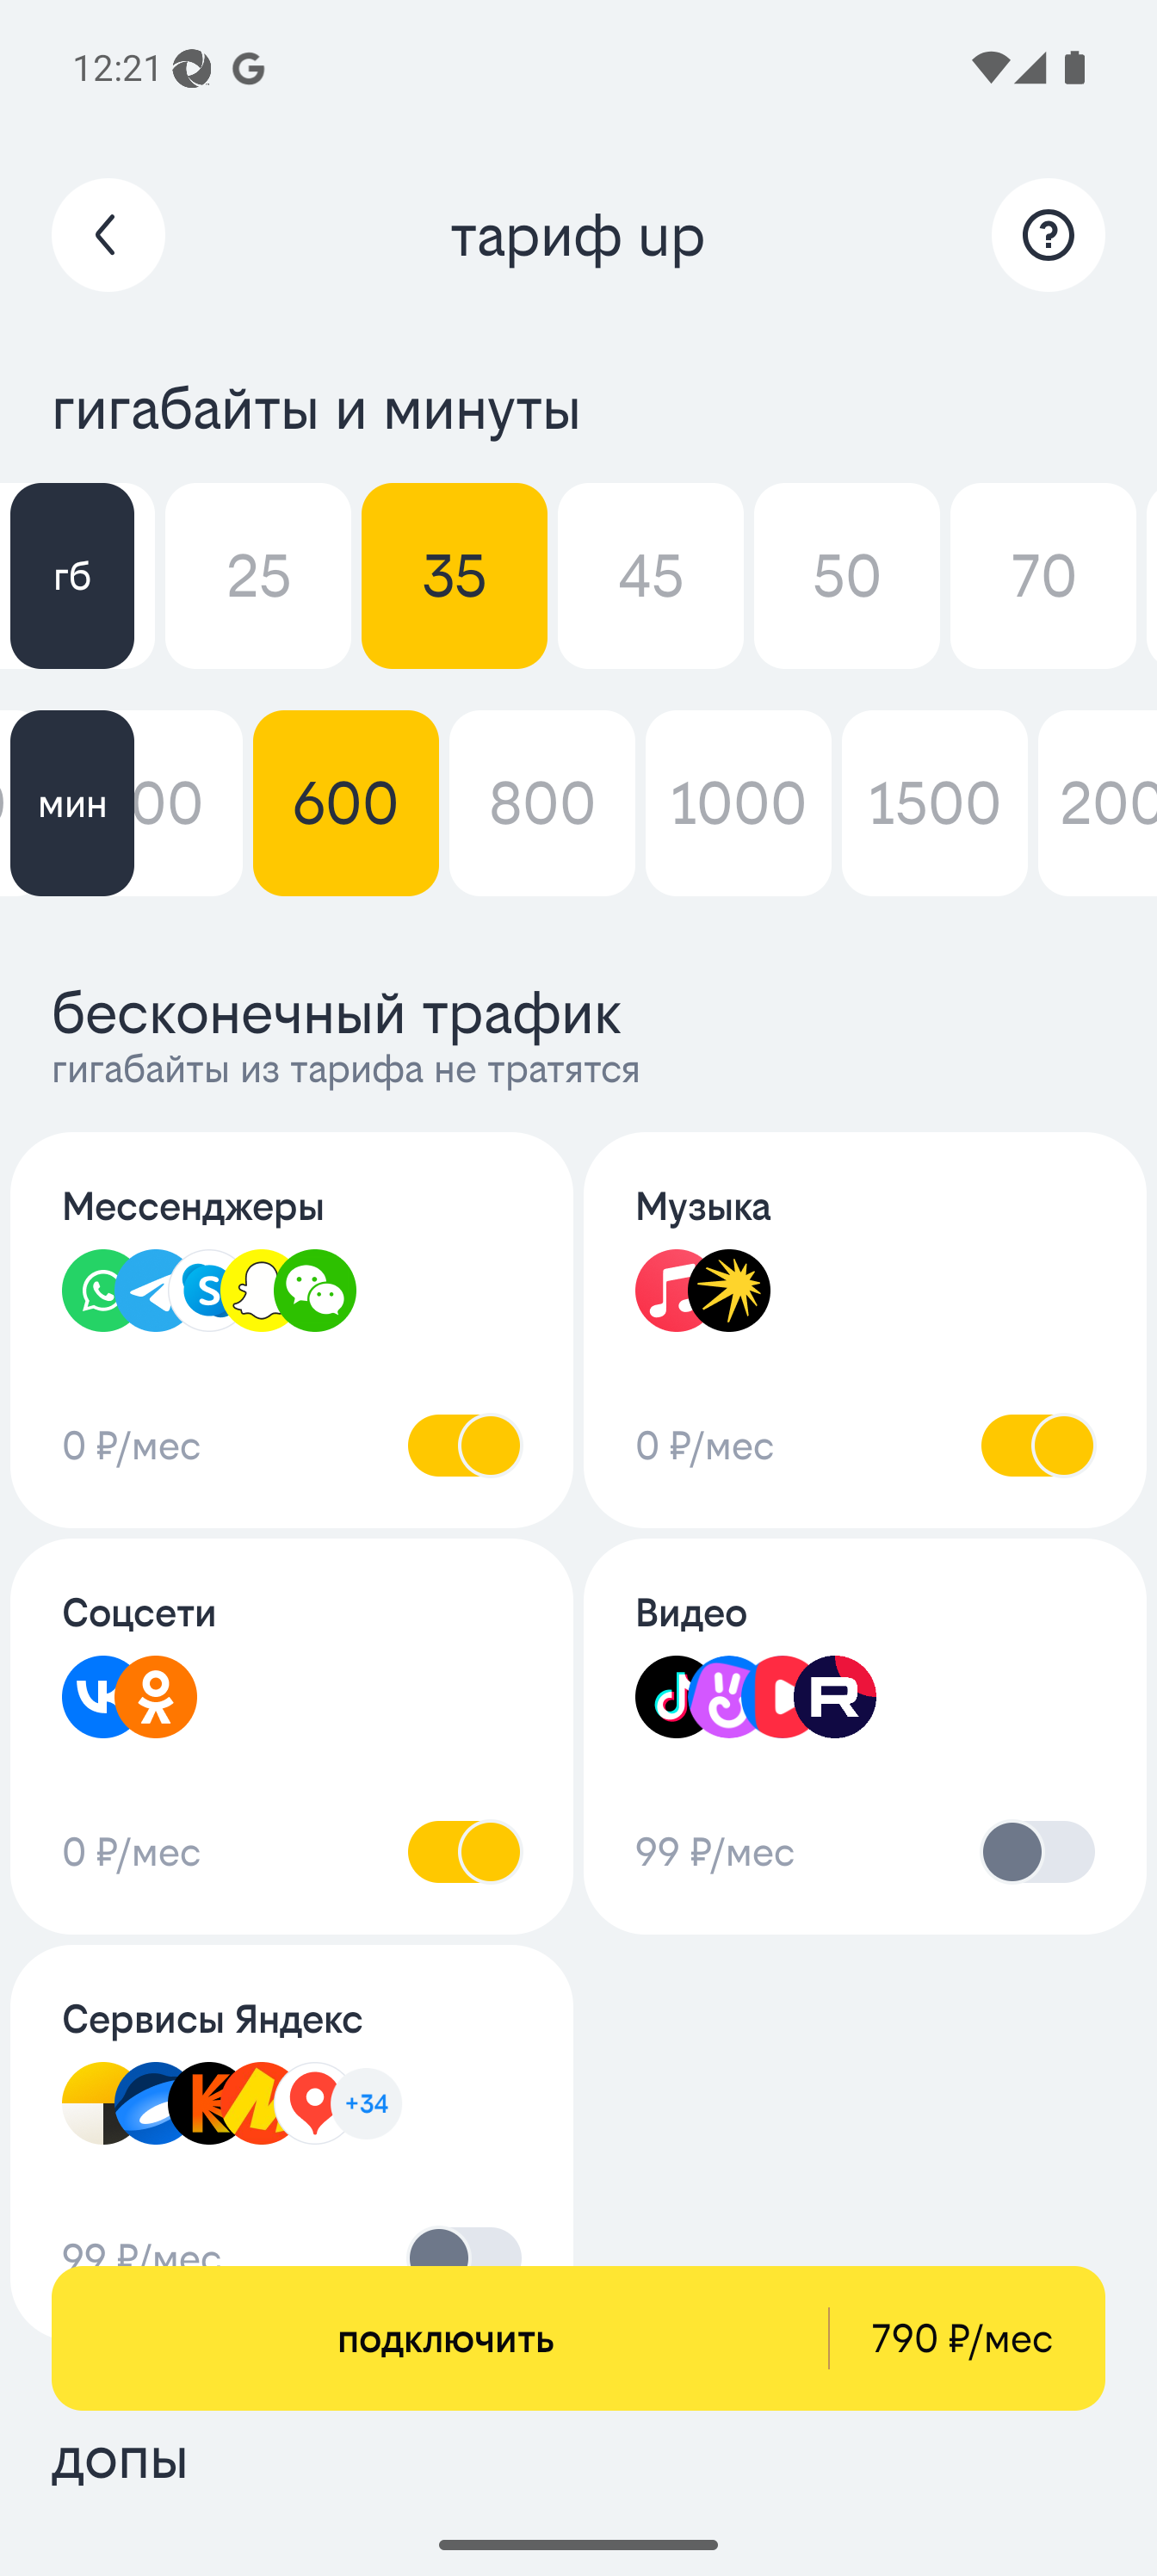 12:21
тариф up
гигабайты и минуты
гб 25 35 45 50 70
мин 00 600 800 1000 1500 200
бесконечный трафик
гигабайты из тарифа не тратятся
Мессенджеры
0 ₽/мес
Музыка
0 ₽/мес
Соцсети
0 ₽/мес
Видео
99 ₽/мес
Сервисы Яндекс
+34
99 ₽/мес
подключить 790 ₽/мес
допы